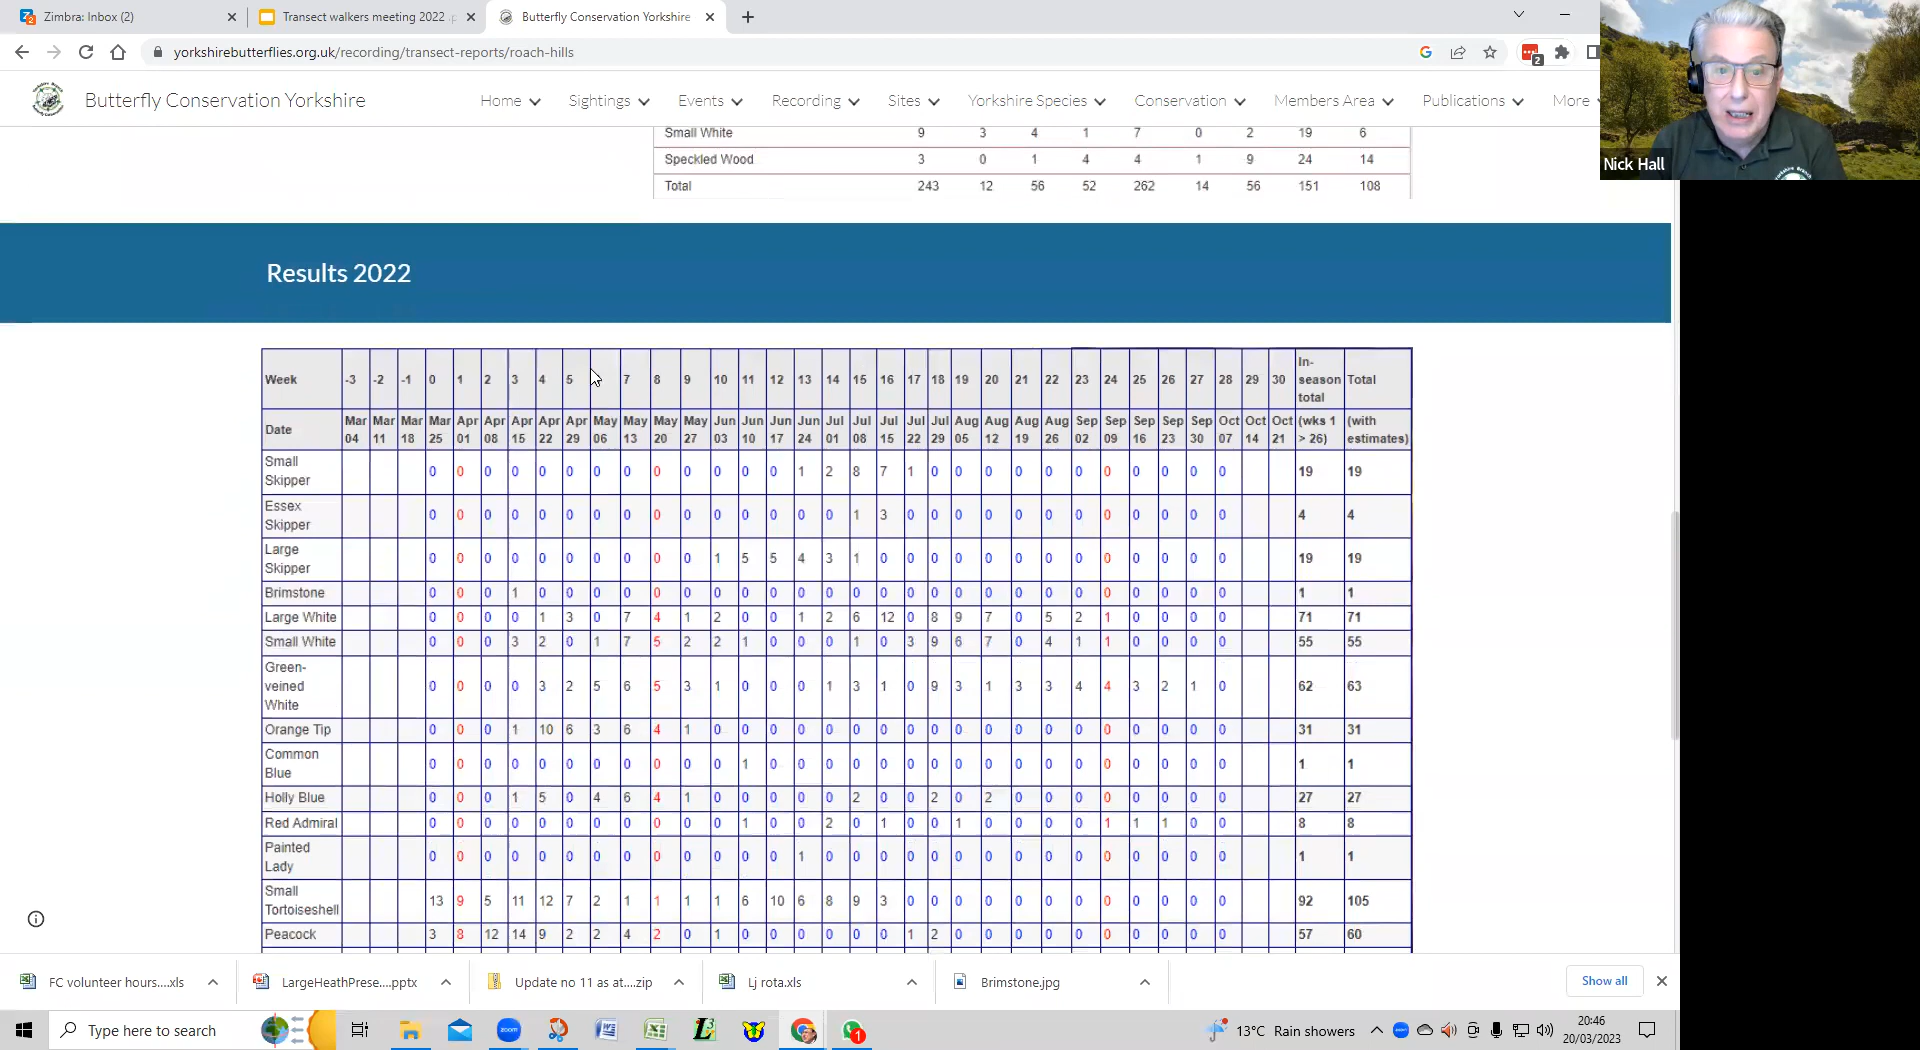 Zimbra: Inbox (2)
Transect walkers meeting 2022 .p
Butterfly Conservation Yorkshire
yorkshirebutterflies.org.uk/recording/transect-reports/roach-hills
2
Butterfly Conservation Yorkshire
Home Sightings Events Recording Sites Yorkshire Species Conservation Members Area Publications More
Nick Hall
Small White 9 3 4 1 7 0 2 19 6
Speckled Wood 3 0 1 4 4 1 9 24 14
Total 243 12 56 52 262 14 56 151 108
Results 2022
Week -3 -2 -1 0 1 2 3 4 5 7 8 9 10 11 12 13 14 15 16 17 18 19 20 21 22 23 24 25 26 27 28 29 30 In-season total Total
Date Mar 04 Mar 11 Mar 18 Mar 25 Apr 01 Apr 08 Apr 15 Apr 22 Apr 29 May 06 May 13 May 20 May 27 Jun 03 Jun 10 Jun 17 Jun 24 Jul 01 Jul 08 Jul 15 Jul 22 Jul 29 Aug 05 Aug 12 Aug 19 Aug 26 Sep 02 Sep 09 Sep 16 Sep 23 Sep 30 Oct 07 Oct 14 Oct 21 (wks 1 > 26) (with estimates)
Small Skipper 0 0 0 0 0 0 0 0 0 0 0 0 0 1 2 8 7 1 0 0 0 0 0 0 0 0 0 0 0 19 19
Essex Skipper 0 0 0 0 0 0 0 0 0 0 0 0 0 0 0 1 3 0 0 0 0 0 0 0 0 0 0 0 0 4 4
Large Skipper 0 0 0 0 0 0 0 0 0 0 1 5 5 4 3 1 0 0 0 0 0 0 0 0 0 0 0 0 0 19 19
Brimstone 0 0 0 1 0 0 0 0 0 0 0 0 0 0 0 0 0 0 0 0 0 0 0 0 0 0 0 0 0 1 1
Large White 0 0 0 0 1 3 0 7 4 1 2 0 0 1 2 6 12 0 8 9 7 0 5 2 1 0 0 0 0 71 71
Small White 0 0 0 3 2 0 1 7 5 2 2 1 0 0 0 1 0 3 9 6 7 0 4 1 1 0 0 0 0 55 55
Green-veined White 0 0 0 0 3 2 5 6 5 3 1 0 0 0 1 3 1 0 9 3 1 3 3 4 4 3 2 1 0 62 63
Orange Tip 0 0 0 1 10 6 3 6 4 1 0 0 0 0 0 0 0 0 0 0 0 0 0 0 0 0 0 0 0 31 31
Common Blue 0 0 0 0 0 0 0 0 0 0 0 1 0 0 0 0 0 0 0 0 0 0 0 0 0 0 0 0 0 1 1
Holly Blue 0 0 0 1 5 0 4 6 4 1 0 0 0 0 0 2 0 0 2 0 2 0 0 0 0 0 0 0 0 27 27
Red Admiral 0 0 0 0 0 0 0 0 0 0 0 1 0 0 2 0 1 0 0 1 0 0 0 0 1 1 1 0 0 8 8
Painted Lady 0 0 0 0 0 0 0 0 0 0 0 0 0 1 0 0 0 0 0 0 0 0 0 0 0 0 0 0 0 1 1
Small Tortoiseshell 13 9 5 11 12 7 2 1 1 1 1 6 10 6 8 9 3 0 0 0 0 0 0 0 0 0 0 0 0 92 105
Peacock 3 8 12 14 9 2 2 4 2 0 1 0 0 0 0 0 0 1 2 0 0 0 0 0 0 0 0 0 0 57 60
FC volunteer hours....xls
LargeHeathPrese....pptx
Update no 11 as at....zip
Lj rota.xls
Brimstone.jpg
Show all
Type here to search
zoom
1
13°C Rain showers
20:46
20/03/2023